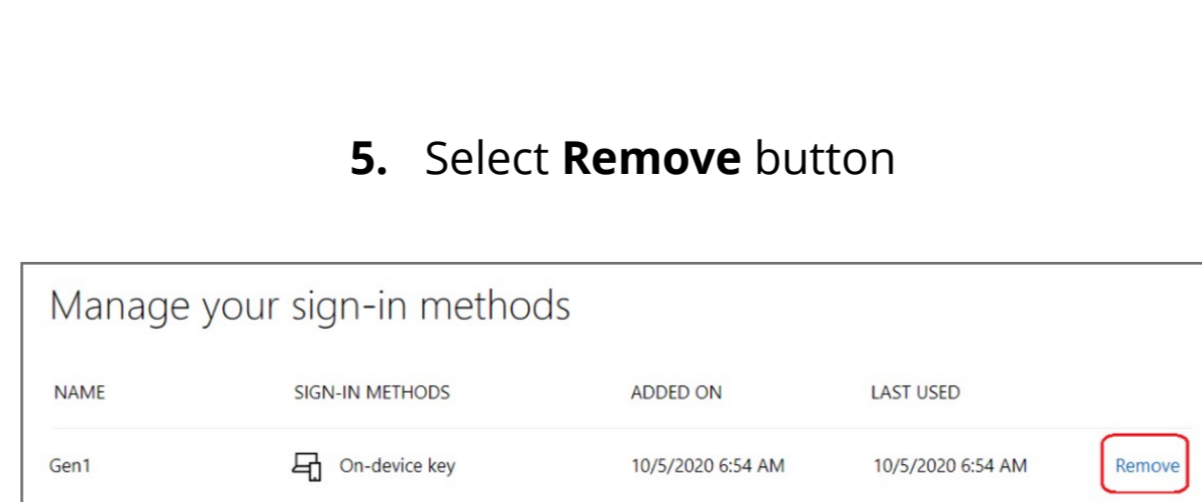 5. Select Remove button
Manage your sign-in methods
NAME SIGN-IN METHODS ADDED ON LAST USED
Gen1 On-device key 10/5/2020 6:54 AM 10/5/2020 6:54 AM Remove